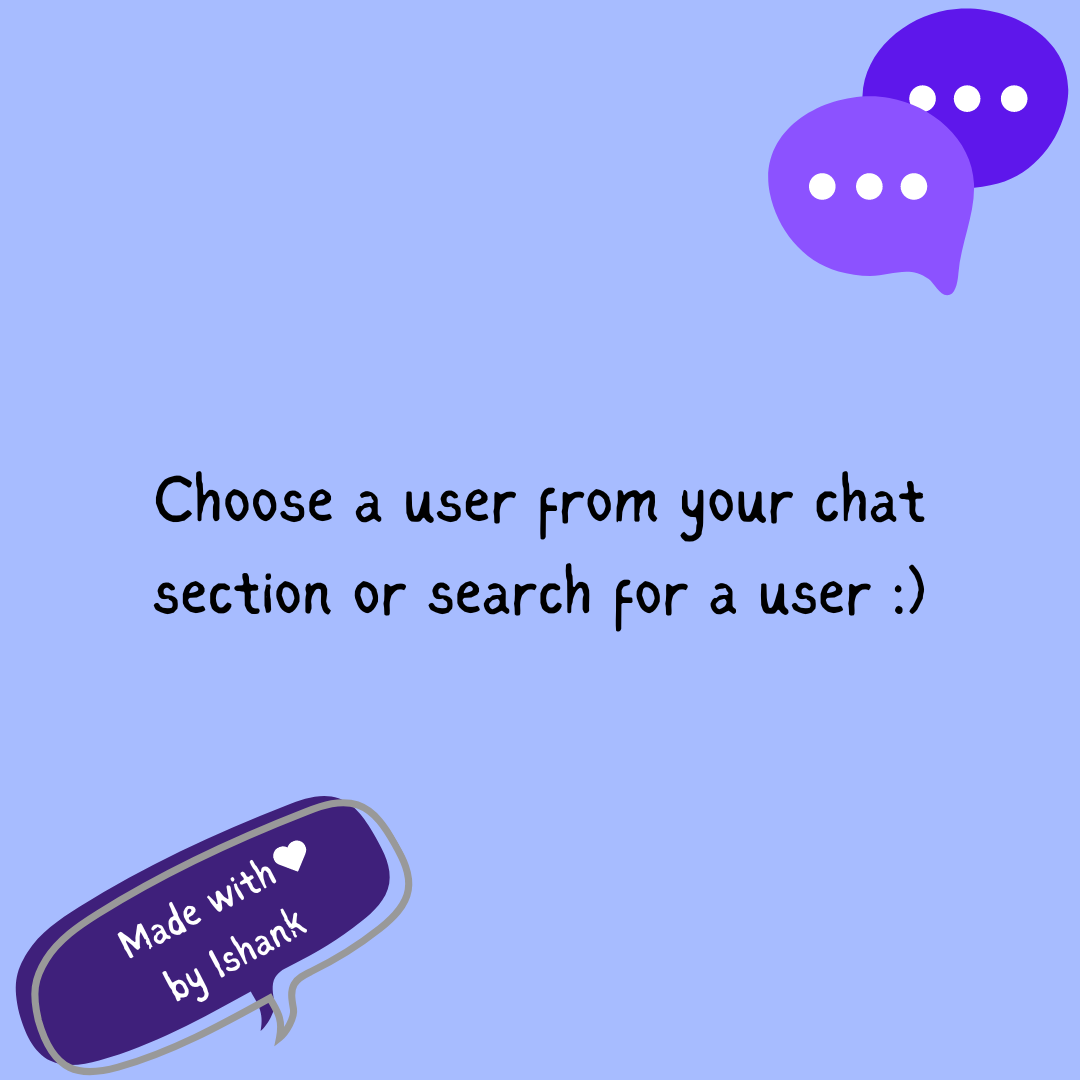 Choose a user from your chat
section or search for a user :)
Made with♥
by Ishank